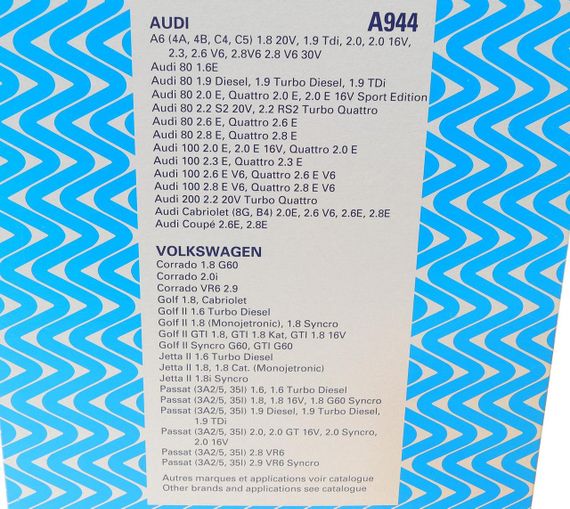 AUDI A944
A6 (4A, 4B, C4, C5) 1.8 20V, 1.9 Tdi, 2.0, 2.0 16V,
2.3, 2.6 V6, 2.8V6 2.8 V6 30V
Audi 80 1.6E
Audi 80 1.9 Diesel, 1.9 Turbo Diesel, 1.9 TDi
Audi 80 2.0 E, Quattro 2.0 E, 2.0 E 16V Sport Edition
Audi 80 2.2 S2 20V, 2.2 RS2 Turbo Quattro
Audi 80 2.6 E, Quattro 2.6 E
Audi 80 2.8 E, Quattro 2.8 E
Audi 100 2.0 E, 2.0 E 16V, Quattro 2.0 E
Audi 100 2.3 E, Quattro 2.3 E
Audi 100 2.6 E V6, Quattro 2.6 E V6
Audi 100 2.8 E V6, Quattro 2.8 E V6
Audi 200 2.2 20V Turbo Quattro
Audi Cabriolet (8G, B4) 2.0E, 2.6 V6, 2.6E, 2.8E
Audi Coupé 2.6E, 2.8E
VOLKSWAGEN
Corrado 1.8 G60
Corrado 2.0i
Corrado VR6 2.9
Golf 1.8, Cabriolet
Golf II 1.6 Turbo Diesel
Golf II 1.8 (Monojetronic), 1.8 Syncro
Golf II GTI 1.8, GTI 1.8 Kat, GTI 1.8 16V
Golf II Syncro G60, GTI G60
Jetta II 1.6 Turbo Diesel
Jetta II 1.8, 1.8 Cat. (Monojetronic)
Jetta II 1.8i Syncro
Passat (3A2/5, 35I) 1.6, 1.6 Turbo Diesel
Passat (3A2/5, 35I) 1.8, 1.8 16V, 1.8 G60 Syncro
Passat (3A2/5, 35I) 1.9 Diesel, 1.9 Turbo Diesel,
1.9 TDi
Passat (3A2/5, 35I) 2.0, 2.0 GT 16V, 2.0 Syncro,
2.0 16V
Passat (3A2/5, 35I) 2.8 VR6
Passat (3A2/5, 35I) 2.9 VR6 Syncro
Autres marques et applications voir catalogue
Other brands and applications see catalogue